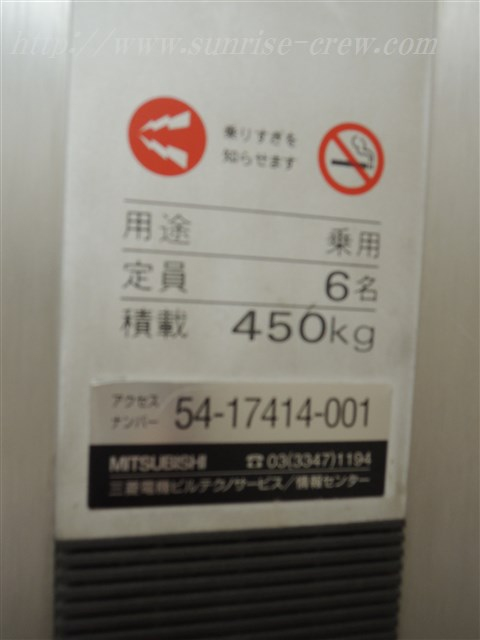 http://www.sunrise-crew.com/
乗りすぎを
知らせます
用途 乗用
定員 6名
積載 450kg
アクセス
ナンバー 54-17414-001
MITSUBISHI ☎03(3347)1194
三菱電機ビルテクノサービス/情報センター